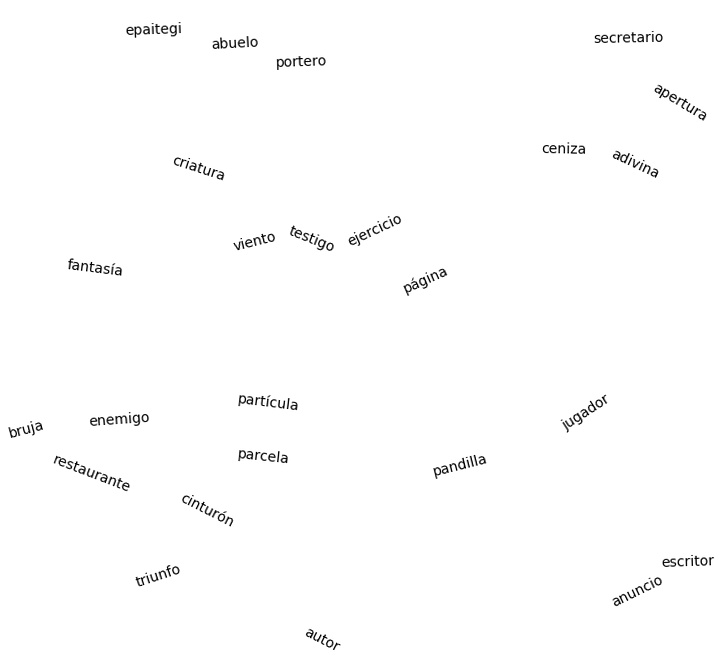 epaitegi
secretario
abuelo
portero
apertura
ceniza
adivina
criatura
ejercicio
testigo
viento
fantasía
página
partícula
jugador
enemigo
bruja
parcela
pandilla
restaurante
cinturón
escritor
triunfo
anuncio
autor